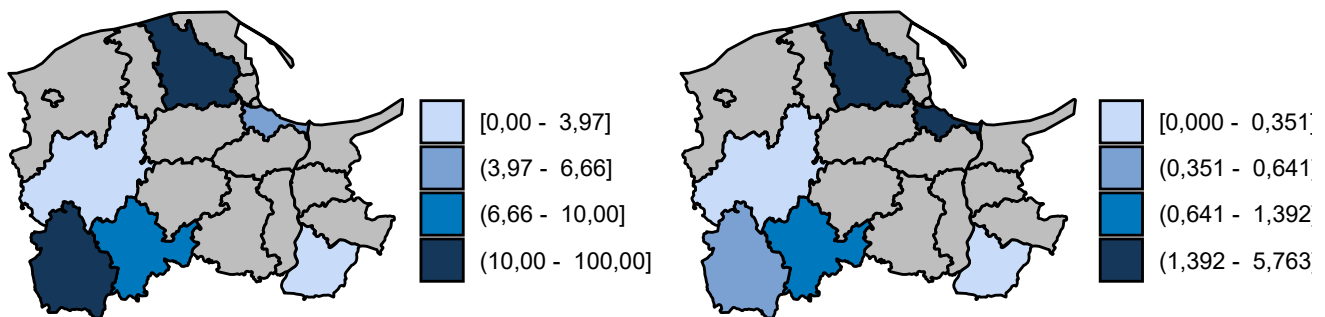 [0,00 - 3,97]
(3,97 - 6,66]
(6,66 - 10,00]
(10,00 - 100,00]
[0,000 - 0,351]
(0,351 - 0,641]
(0,641 - 1,392]
(1,392 - 5,763]